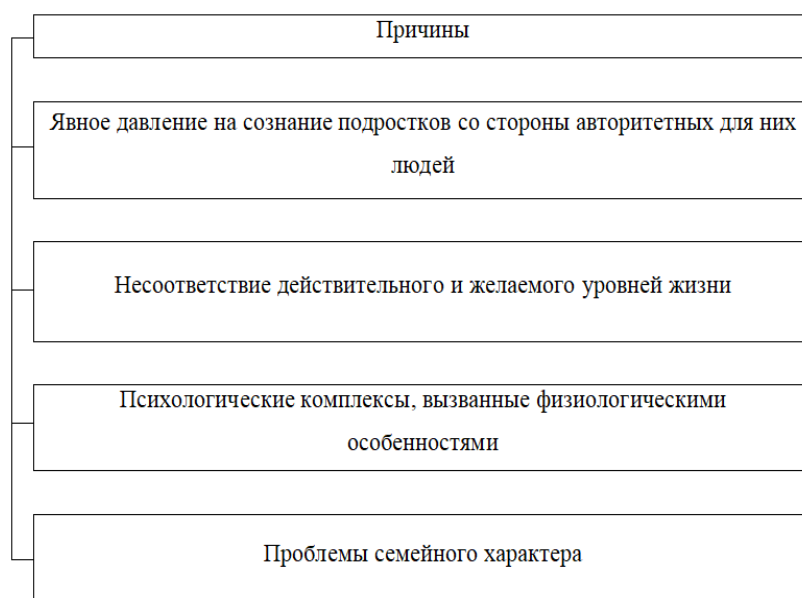 Причины
Явное давление на сознание подростков со стороны авторитетных для них
людей
Несоответствие действительного и желаемого уровней жизни
Психологические комплексы, вызванные физиологическими
особенностями
Проблемы семейного характера